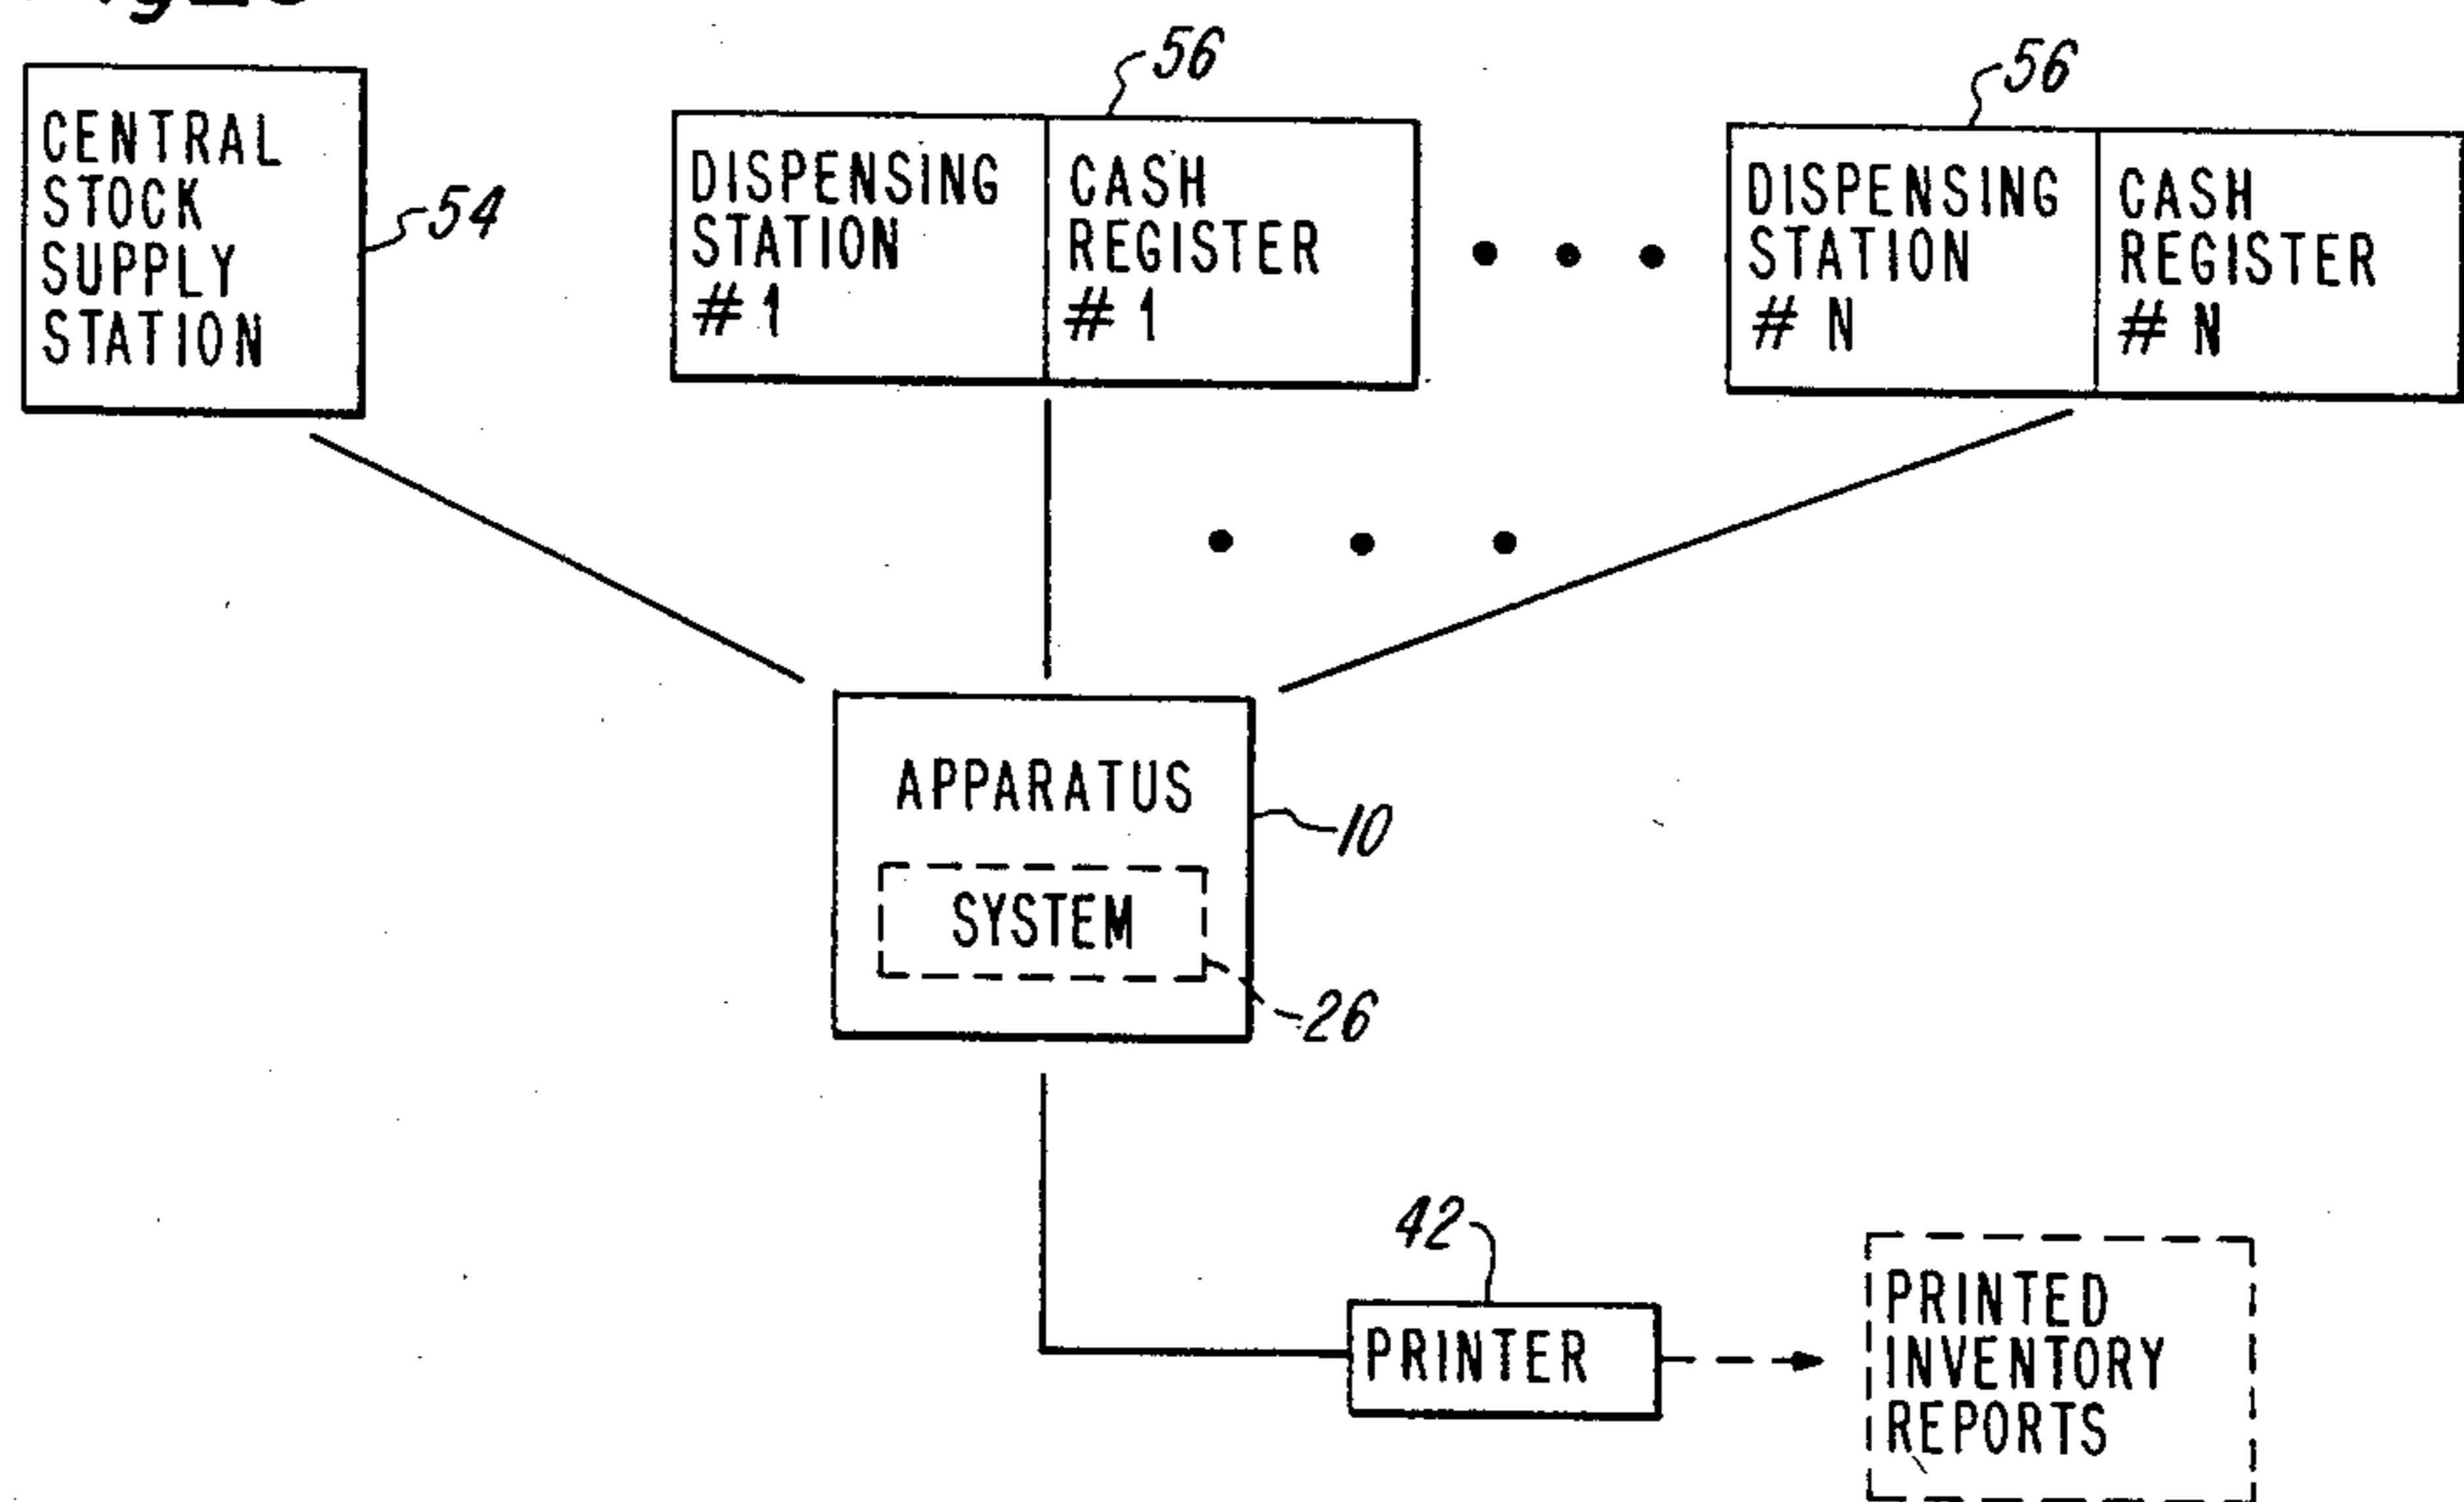 56
56
CENTRAL
STOCK
SUPPLY
STATION
54
DISPENSING
STATION
# 1
CASH
REGISTER
# 1
DISPENSING
STATION
# N
CASH
REGISTER
# N
APPARATUS
10
SYSTEM
26
42
PRINTER
PRINTED
INVENTORY
REPORTS